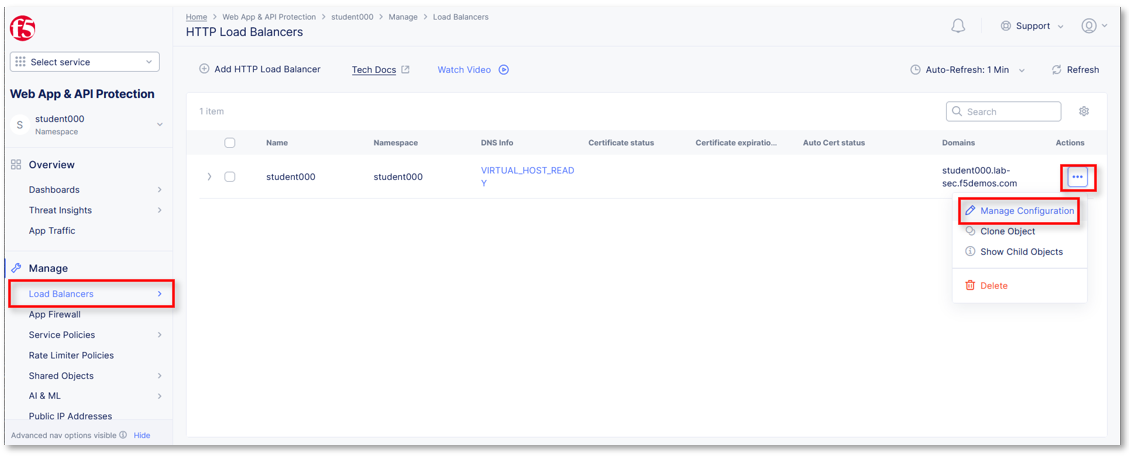 f5
Home > Web App & API Protection > student000 > Manage > Load Balancers
HTTP Load Balancers
Support
Select service
Add HTTP Load Balancer
Tech Docs
Watch Video
Auto-Refresh: 1 Min
Refresh
Web App & API Protection
S
student000
Namespace
1 item
Search
Name
Namespace
DNS Info
Certificate status
Certificate expiratio...
Auto Cert status
Domains
Actions
student000
student000
VIRTUAL_HOST_READ
Y
student000.lab-
sec.f5demos.com
Manage Configuration
Clone Object
Show Child Objects
Delete
Overview
Dashboards
Threat Insights
App Traffic
Manage
Load Balancers
App Firewall
Service Policies
Rate Limiter Policies
Shared Objects
AI & ML
Public IP Addresses
Advanced nav options visible Hide